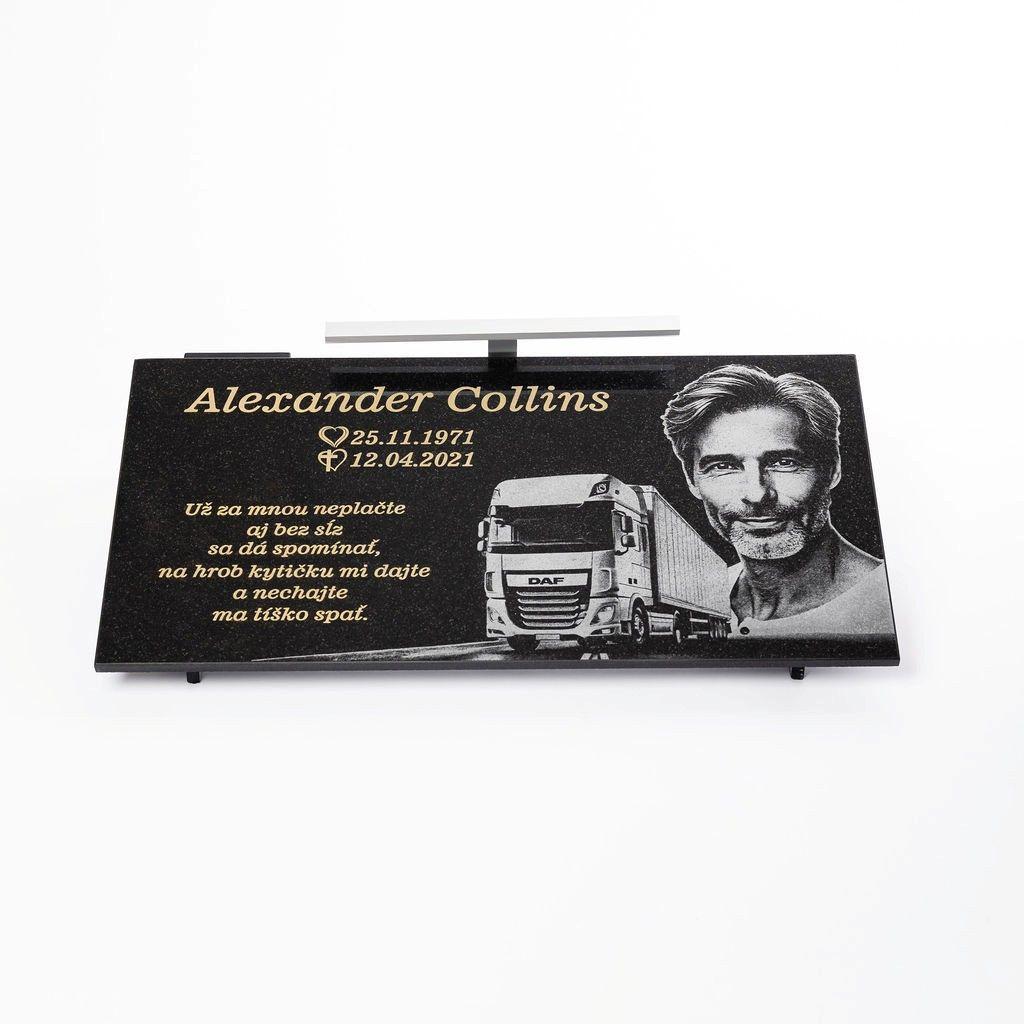 Alexander Collins
25.11.1971
12.04.2021
Už za mnou neplačte
aj bez sĺz
sa dá spomínať,
na hrob kytičku mi dajte
a nechajte
ma tíško spať.
DAF